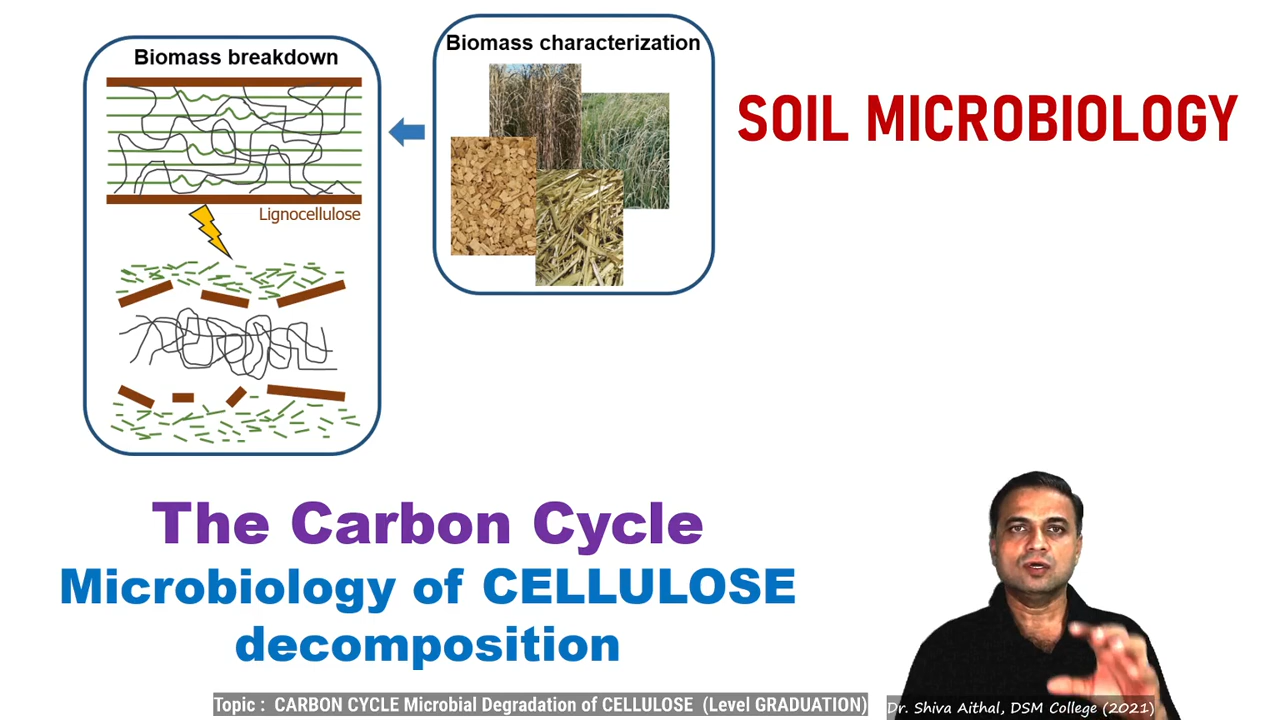 Biomass breakdown
Lignocellulose
Biomass characterization
SOIL MICROBIOLOGY
The Carbon Cycle
Microbiology of CELLULOSE
decomposition
Topic : CARBON CYCLE Microbial Degradation of CELLULOSE (Level GRADUATION)
Dr. Shiva Aithal, DSM College (2021)